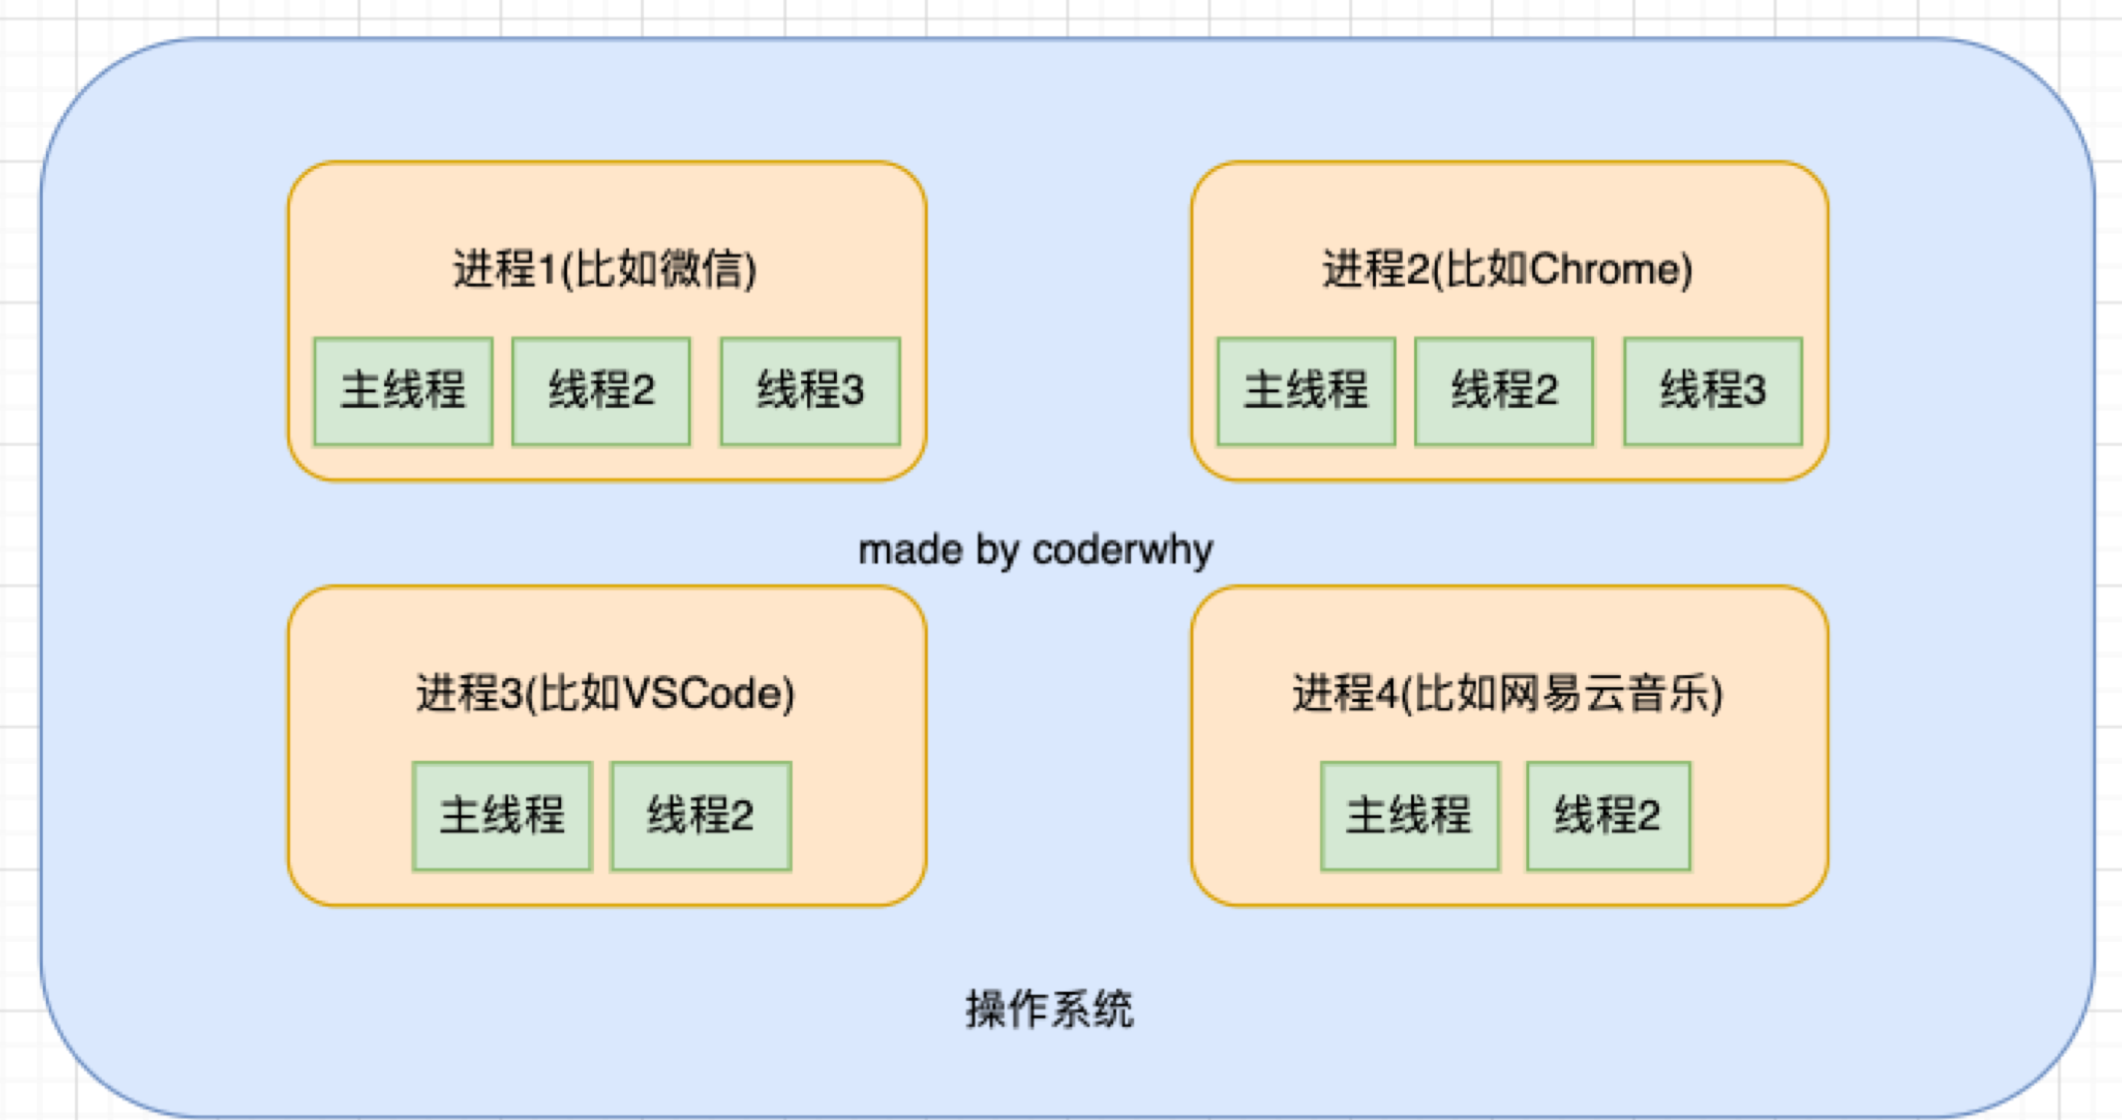 进程1(比如微信)
进程2(比如Chrome)
主线程
线程2
线程3
主线程
线程2
线程3
made by coderwhy
进程3(比如VSCode)
进程4(比如网易云音乐)
主线程
线程2
主线程
线程2
操作系统